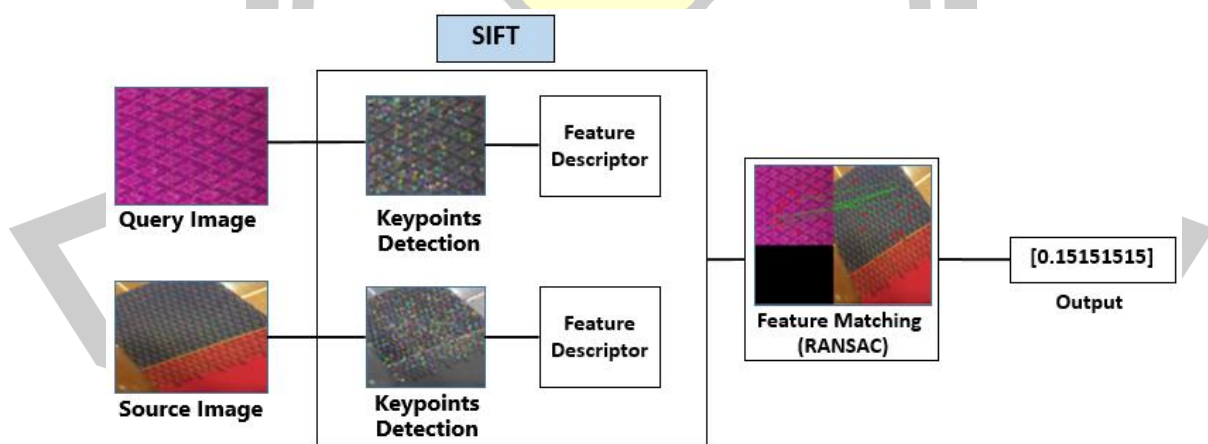 SIFT
Query Image
Keypoints
Detection
Feature
Descriptor
Source Image
Keypoints
Detection
Feature
Descriptor
Feature Matching
(RANSAC)
[0.15151515]
Output